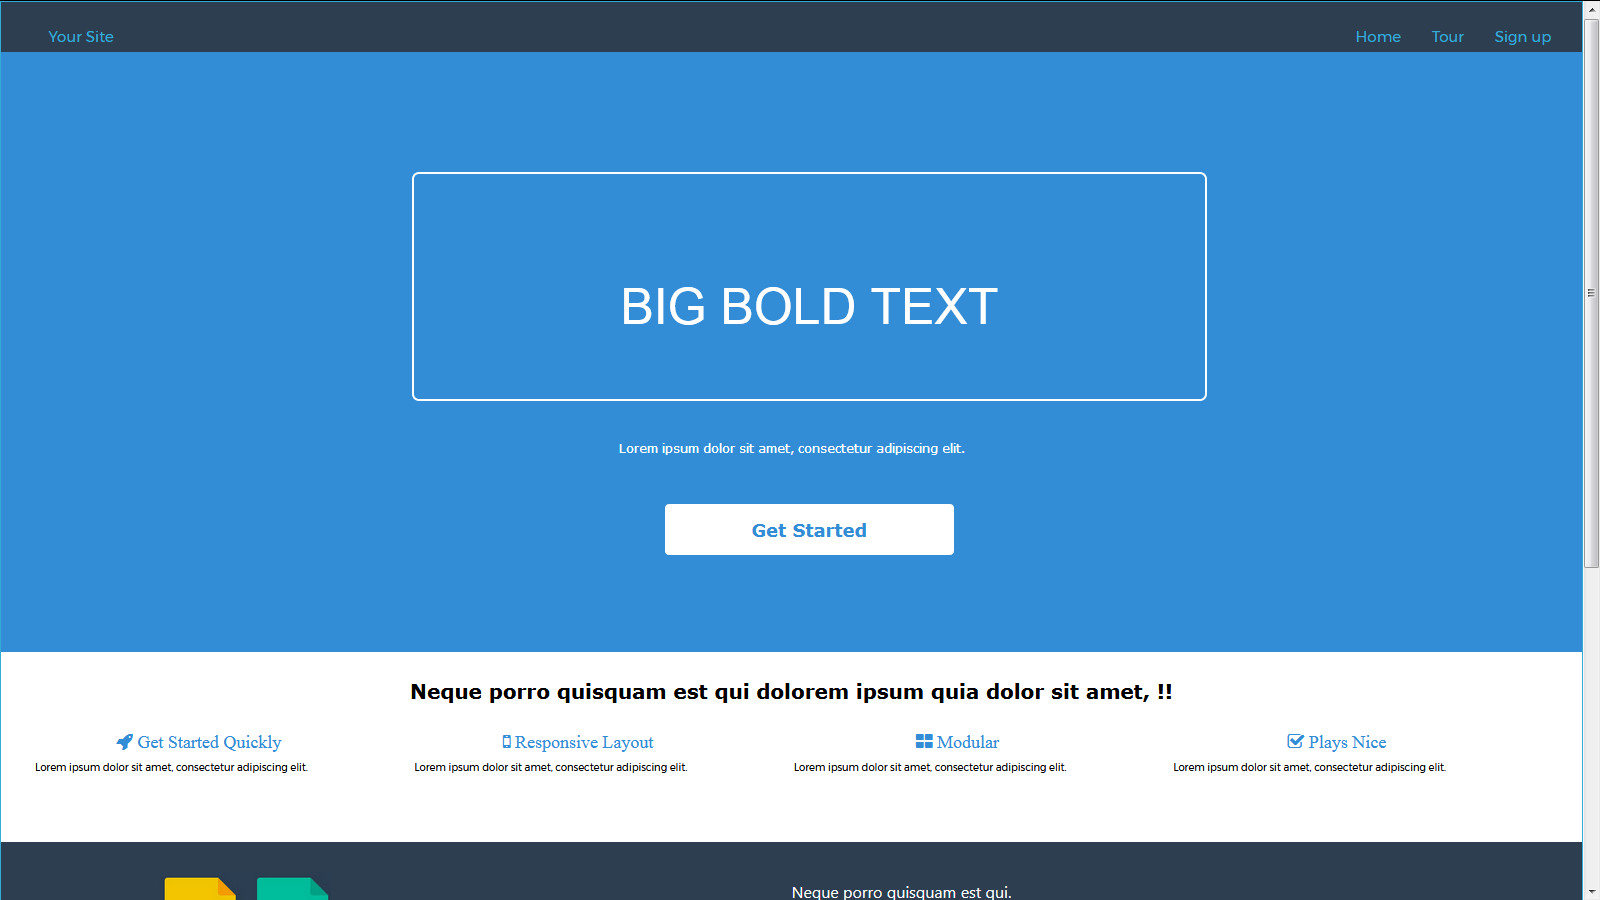 Your Site Home Tour Sign up
BIG BOLD TEXT
Lorem ipsum dolor sit amet, consectetur adipiscing elit.
Get Started
Neque porro quisquam est qui dolorem ipsum quia dolor sit amet, !!
Get Started Quickly
Lorem ipsum dolor sit amet, consectetur adipiscing elit.
Responsive Layout
Lorem ipsum dolor sit amet, consectetur adipiscing elit.
Modular
Lorem ipsum dolor sit amet, consectetur adipiscing elit.
Plays Nice
Lorem ipsum dolor sit amet, consectetur adipiscing elit.
Neque porro quisquam est qui.